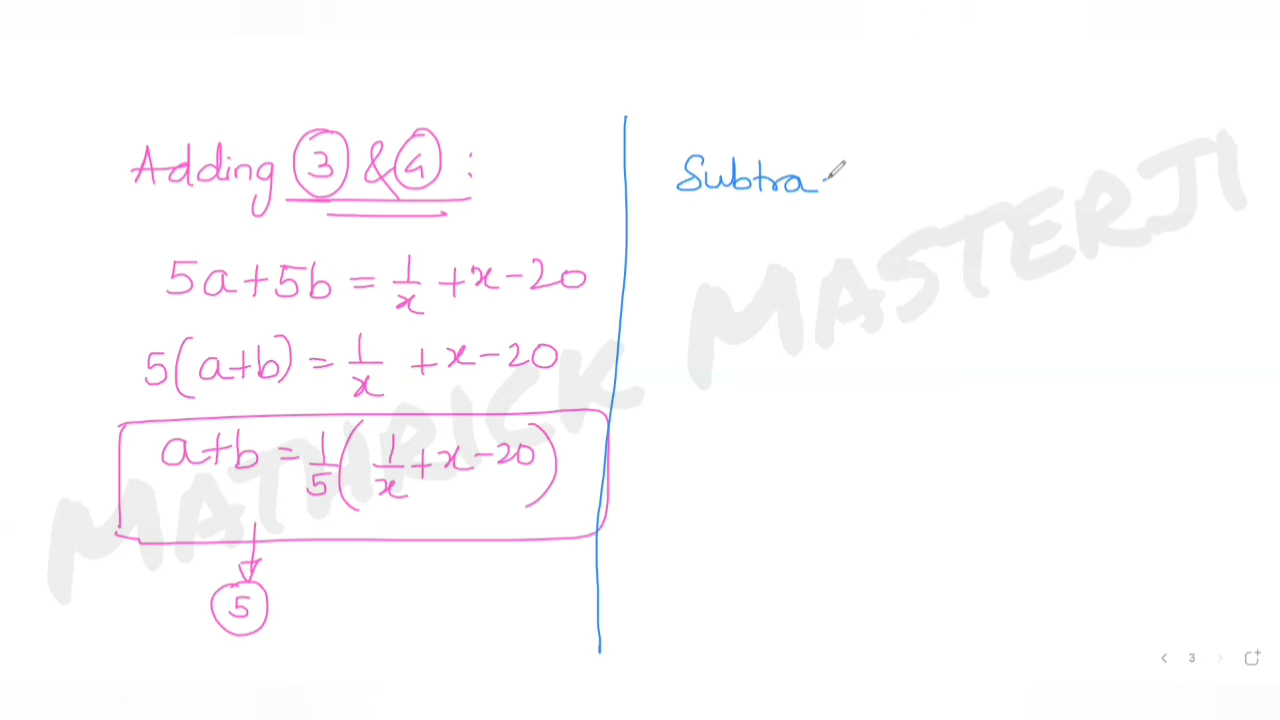 Adding 3 & 4 :
5a+5b = 1/x +x-20
5(a+b) = 1/x +x-20
a+b = 1/5 (1/x +x-20)
5
Subtra
MATHRICK MASTERJI
< 3 >